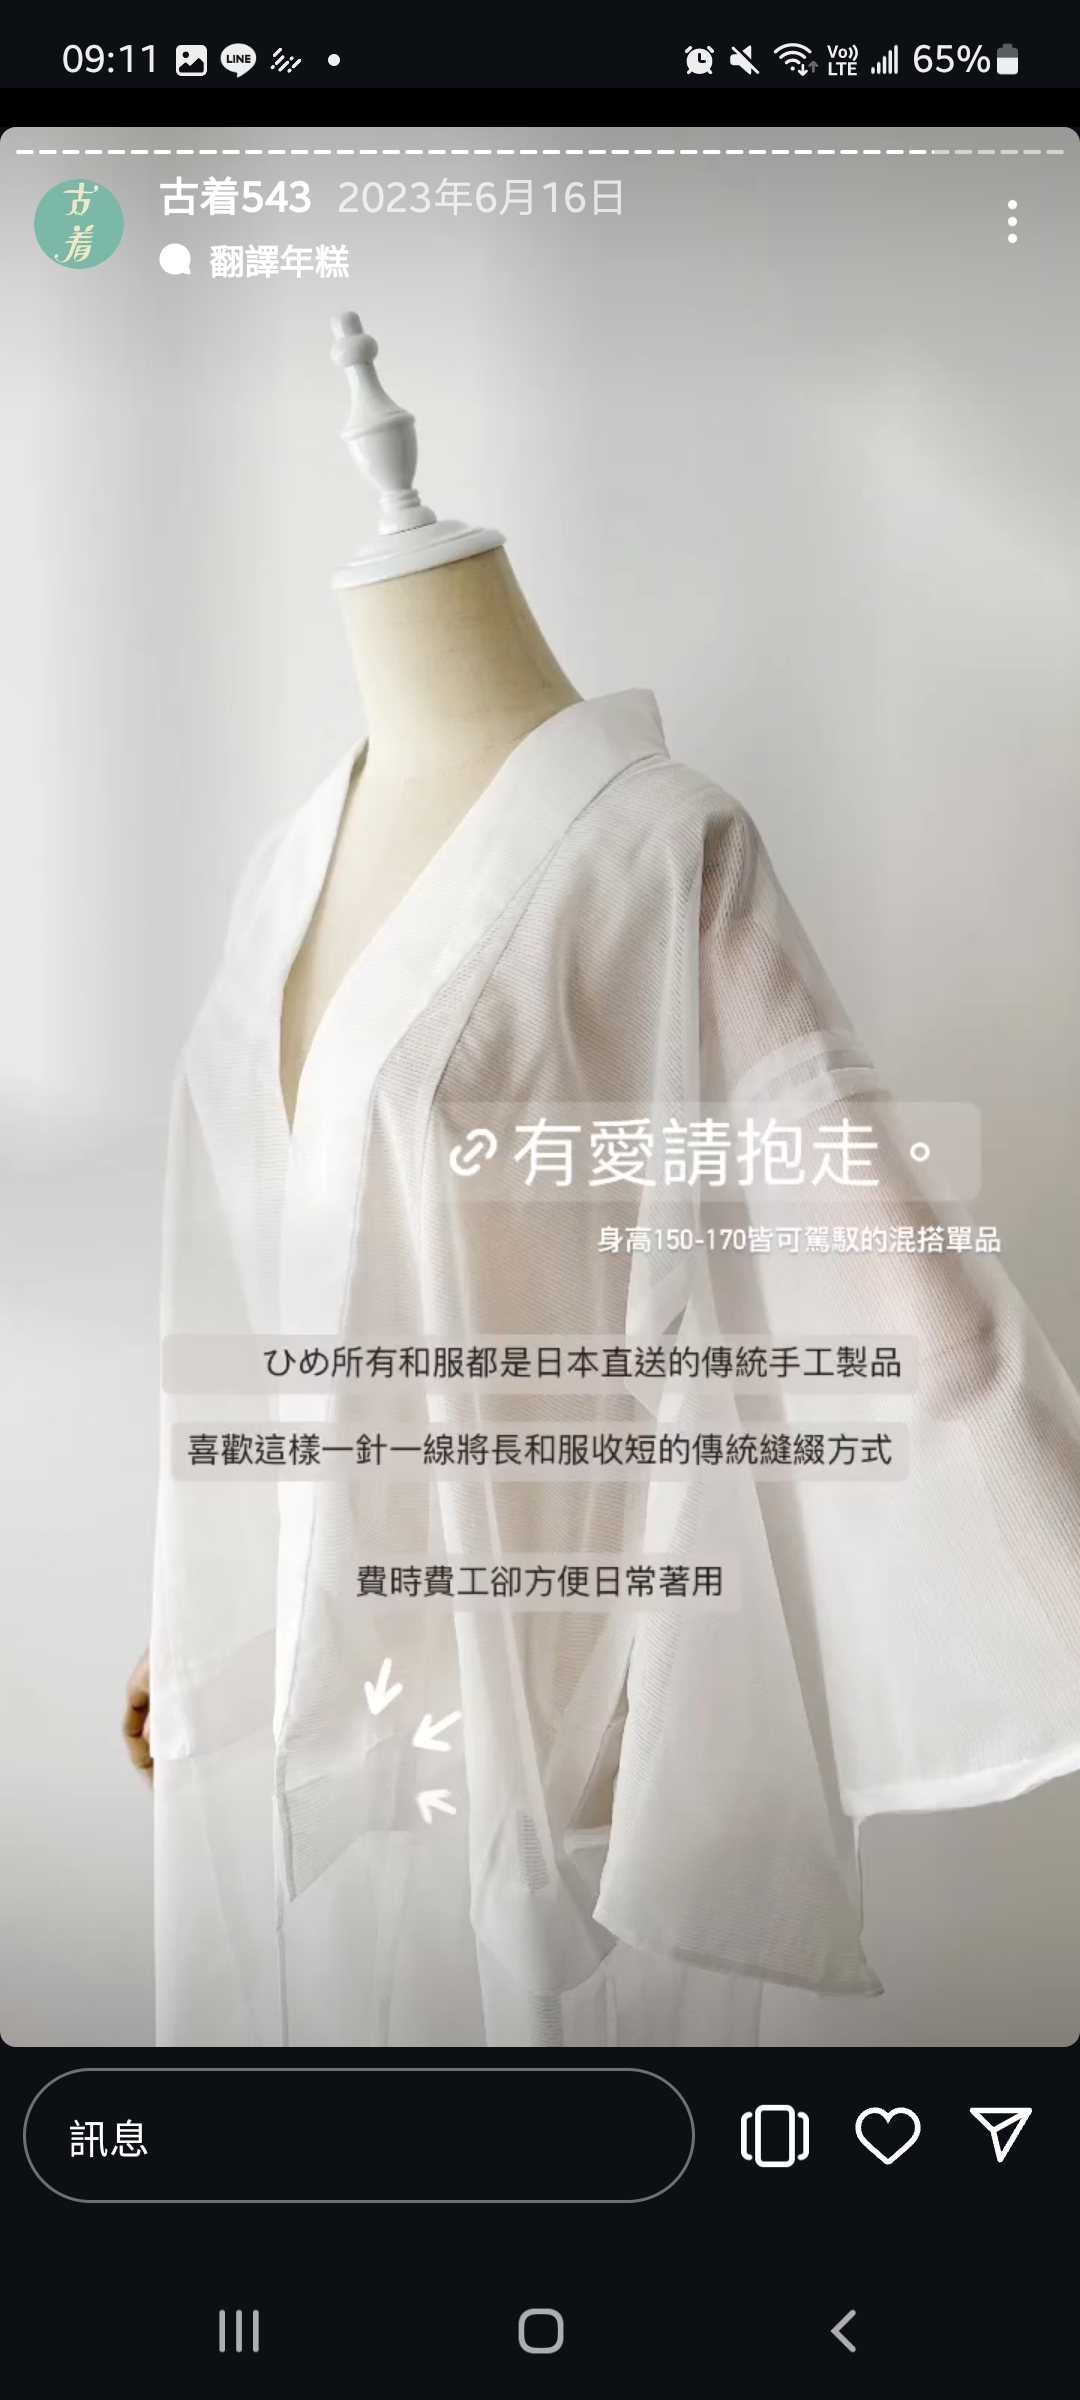 09:11
LINE
Vo)) LTE
65%
古着
古着543 2023年6月16日
翻譯年糕
有愛請抱走。
身高150-170皆可駕馭的混搭單品
ひめ所有和服都是日本直送的傳統手工製品
喜歡這樣一針一線將長和服收短的傳統縫綴方式
費時費工卻方便日常著用
訊息